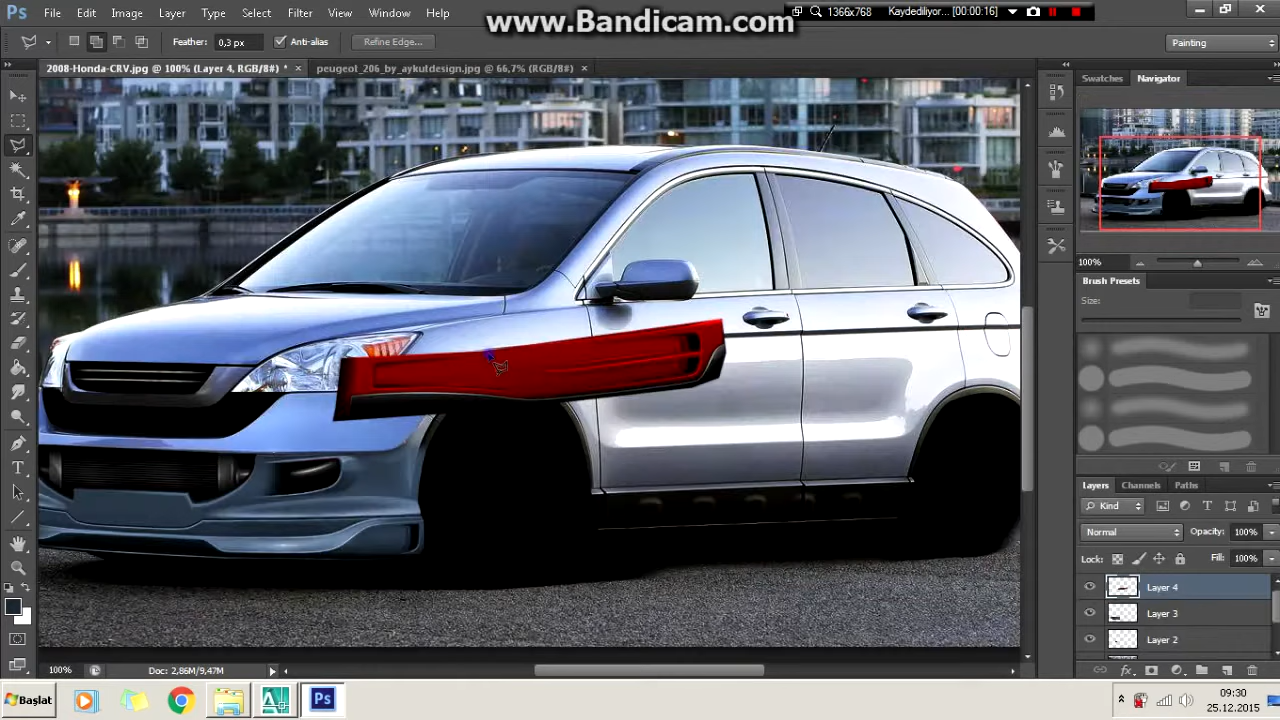 www.Bandicam.com
1366x768 Kaydediliyor... [00:00:16]
Ps File Edit Image Layer Type Select Filter View Window Help
Feather: 0,3 px Anti-alias Refine Edge... Painting
2008-Honda-CRV.jpg @ 100% (Layer 4, RGB/8#) * × peugeot_206_by_aykutdesign.jpg @ 66,7% (RGB/8#) ×
Swatches Navigator
100%
Brush Presets
Size:
Layers Channels Paths
Kind
Normal Opacity: 100%
Lock: Fill: 100%
Layer 4
Layer 3
Layer 2
100% Doc: 2,86M/9,47M
Başlat Ps 09:30
25.12.2015